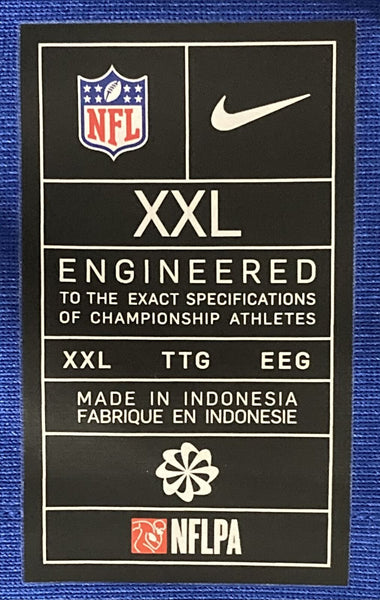 NFL
XXL
ENGINEERED
TO THE EXACT SPECIFICATIONS
OF CHAMPIONSHIP ATHLETES
XXL TTG EEG
MADE IN INDONESIA
FABRIQUE EN INDONESIE
NFLPA